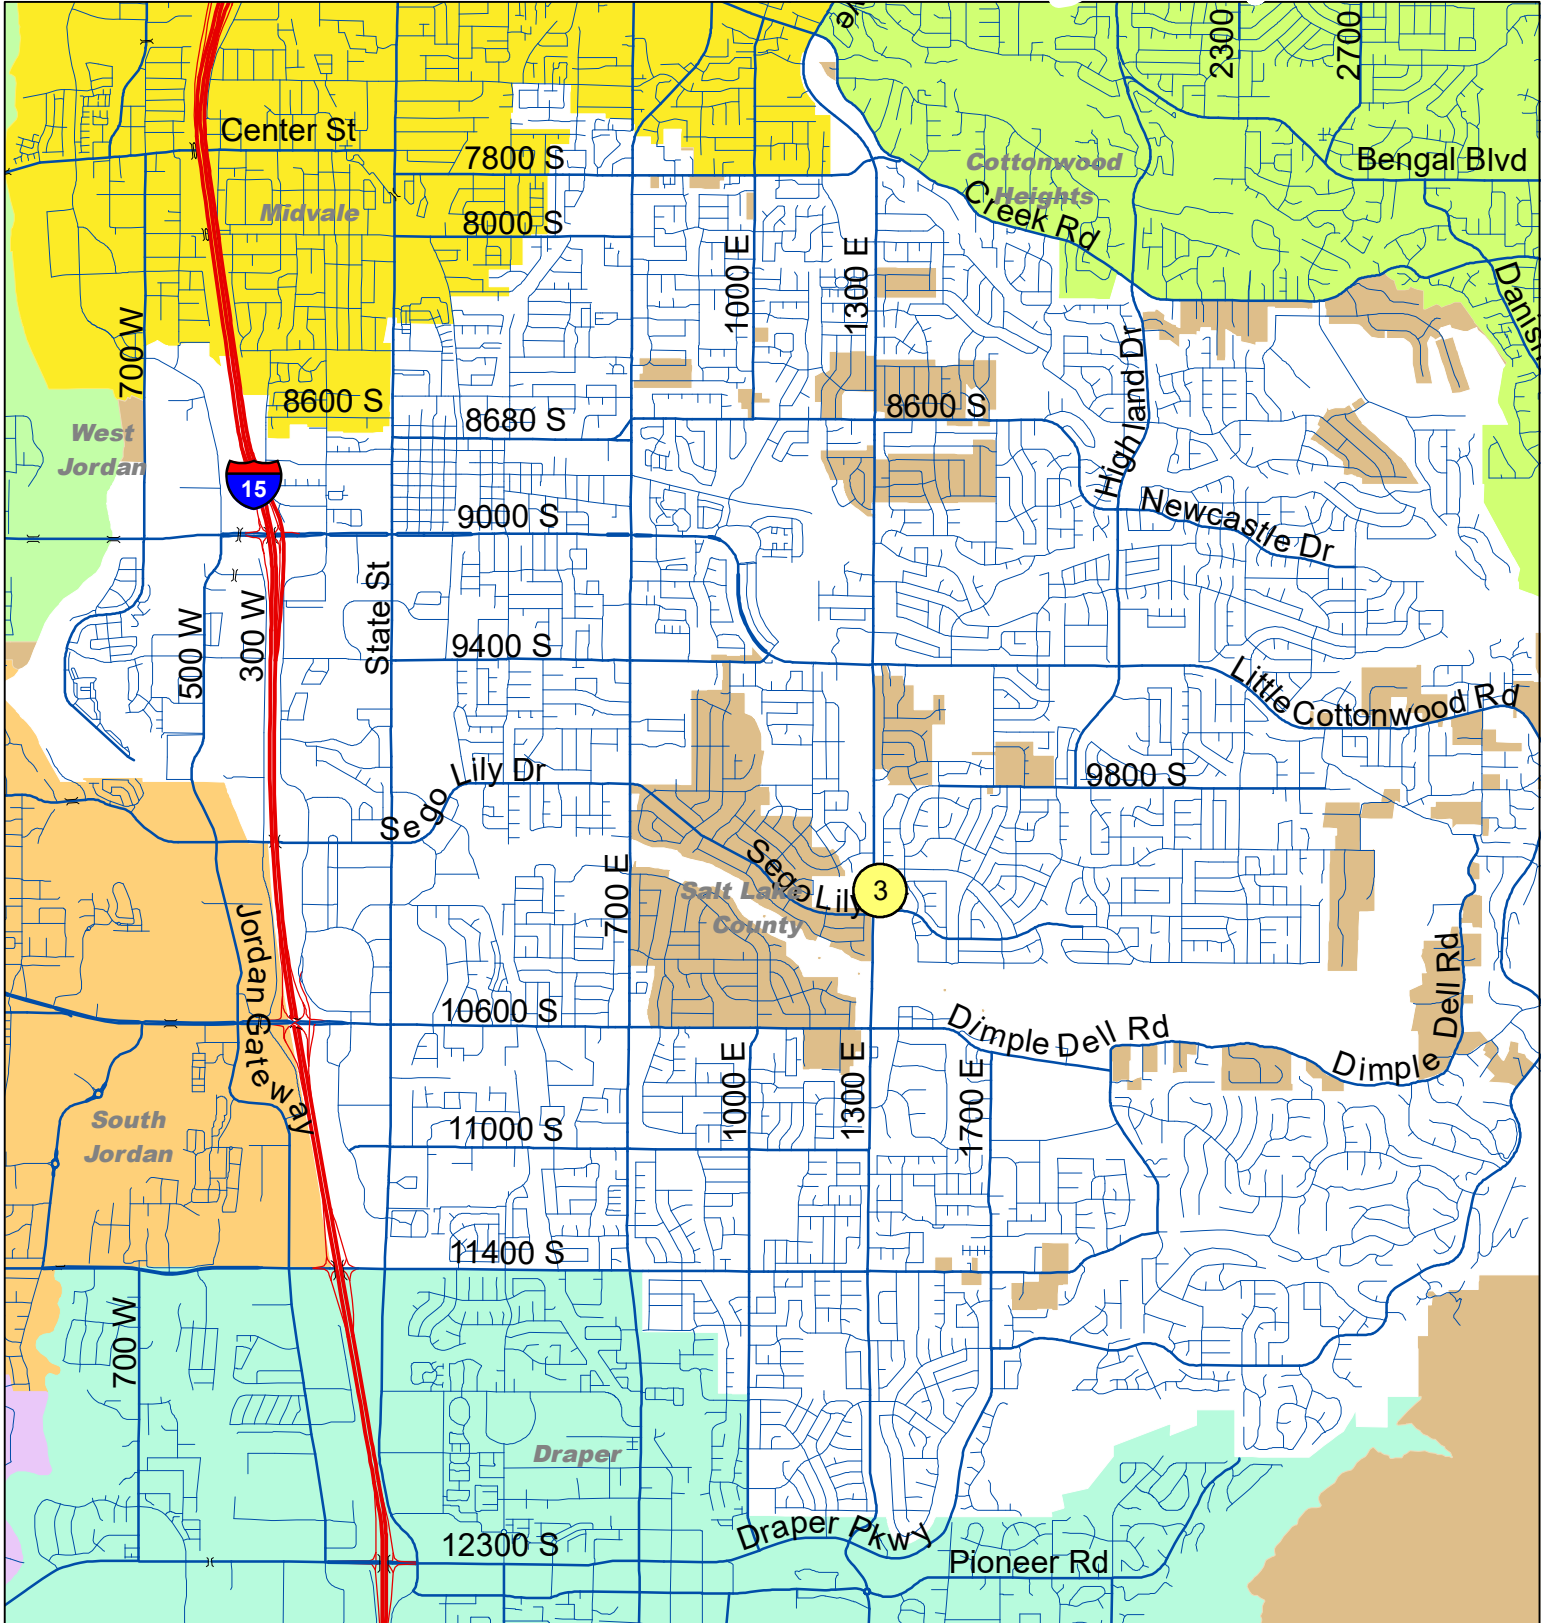 2300
2700
Center St
7800 S
Bengal Blvd
Cottonwood
Heights
Creek Rd
Midvale
8000 S
1000 E
1300 E
Danish
700 W
Highland Dr
8600 S
8680 S
8600 S
West
Jordan
15
9000 S
Newcastle Dr
State St
500 W
300 W
9400 S
Little
Cottonwood Rd
Sego
Lily Dr
9800 S
Sego Lily
3
Salt Lake
County
700 E
Jordan Gateway
10600 S
Dimple Dell Rd
Dimple
Dell Rd
1000 E
1300 E
1700 E
South
Jordan
11000 S
11400 S
700 W
Draper
12300 S
Draper Pkwy
Pioneer Rd